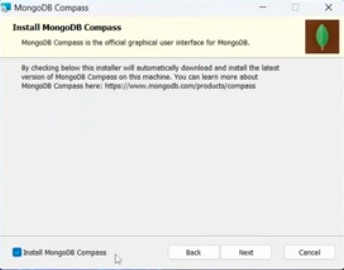 MongoDB Compass
Install MongoDB Compass
MongoDB Compass is the official graphical user interface for MongoDB.
By checking below this installer will automatically download and install the latest
version of MongoDB Compass on this machine. You can learn more about
MongoDB Compass here: https://www.mongodb.com/products/compass
Install MongoDB Compass
Back
Next
Cancel